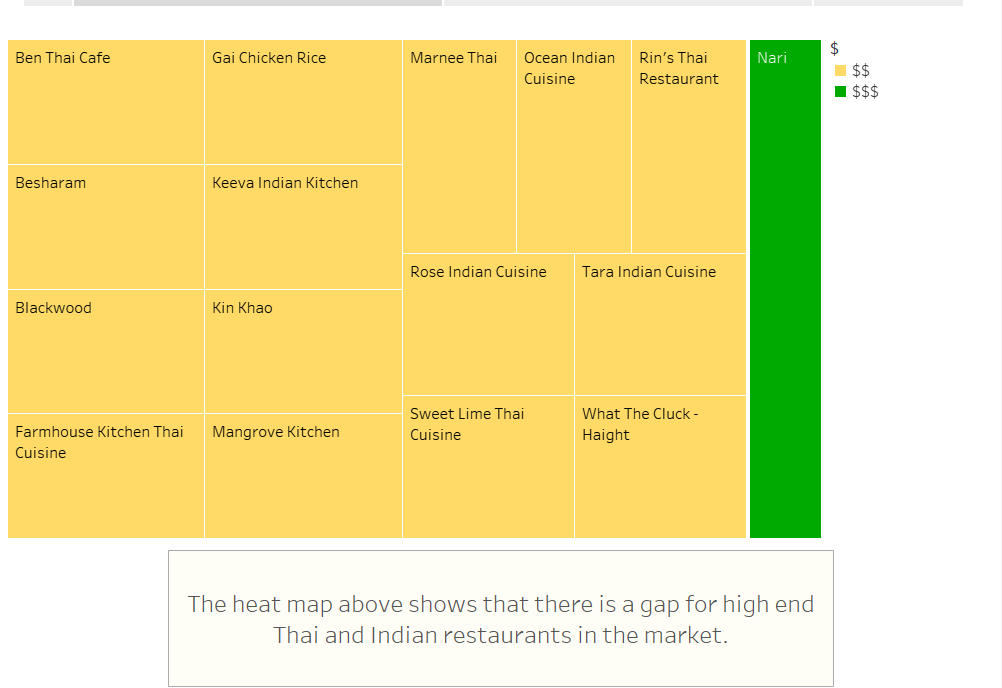 Ben Thai Cafe
Gai Chicken Rice
Marnee Thai
Ocean Indian
Cuisine
Rin’s Thai
Restaurant
Nari
$
$$
$$$
Besharam
Keeva Indian Kitchen
Rose Indian Cuisine
Tara Indian Cuisine
Blackwood
Kin Khao
Sweet Lime Thai
Cuisine
What The Cluck -
Haight
Farmhouse Kitchen Thai
Cuisine
Mangrove Kitchen
The heat map above shows that there is a gap for high end
Thai and Indian restaurants in the market.